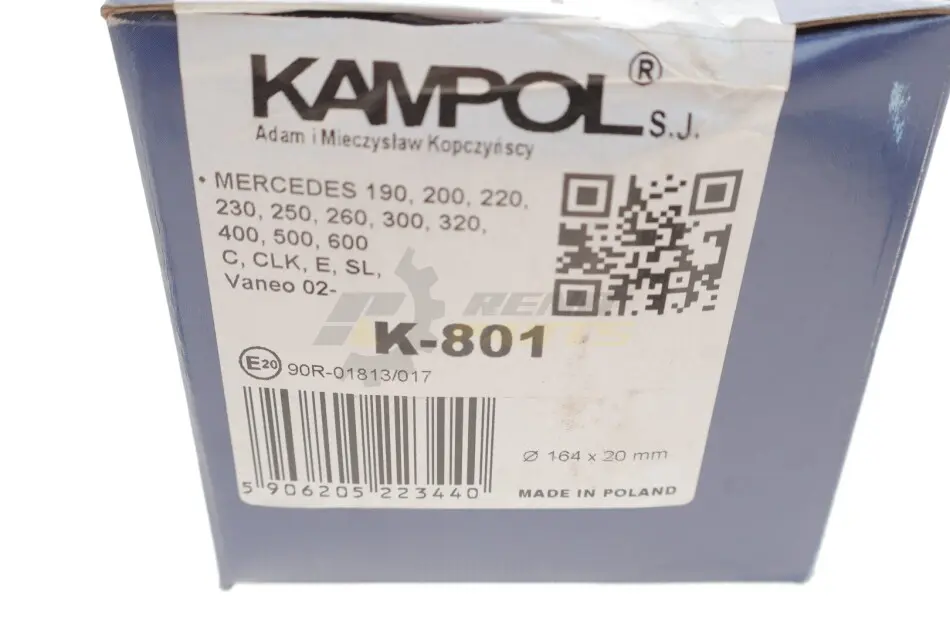 KAMPOL® S.J.
Adam i Mieczysław Kopczyńscy
• MERCEDES 190, 200, 220,
230, 250, 260, 300, 320,
400, 500, 600
C, CLK, E, SL,
Vaneo 02-
K-801
E20 90R-01813/017
5 906205 223440
Ø 164 x 20 mm
MADE IN POLAND